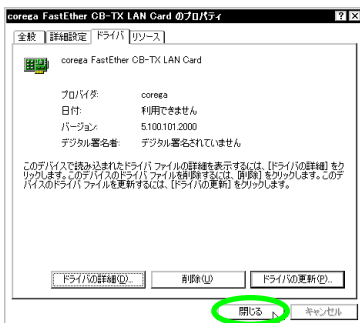 corega FastEther CB-TX LAN Card のプロパティ
全般 詳細設定 ドライバ リソース
corega FastEther CB-TX LAN Card
プロバイダ: corega
日付: 利用できません
バージョン: 5.100.101.2000
デジタル署名者: デジタル署名されていません
このデバイスで読み込まれたドライバ ファイルの詳細を表示するには、[ドライバの詳細] をク
リックします。このデバイスのドライバ ファイルを削除するには、[削除] をクリックします。このデ
バイスのドライバ ファイルを更新するには、[ドライバの更新] をクリックします。
ドライバの詳細(D)... 削除(U) ドライバの更新(P)...
閉じる キャンセル